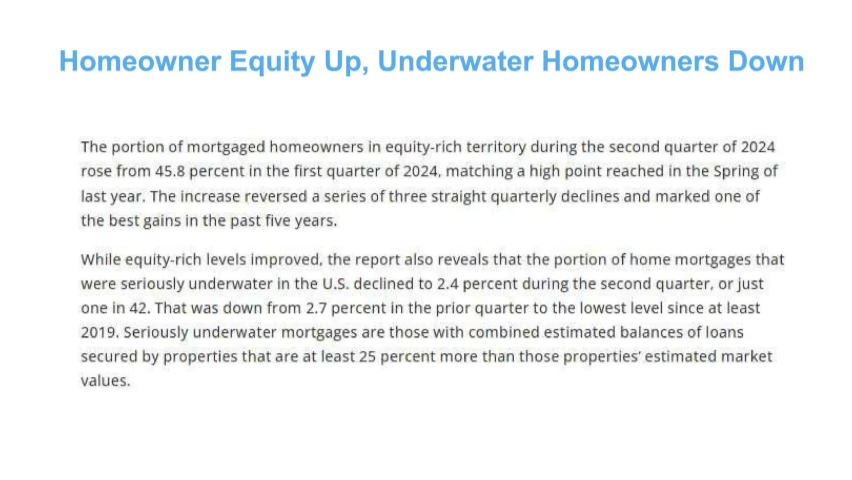 Homeowner Equity Up, Underwater Homeowners Down
The portion of mortgaged homeowners in equity-rich territory during the second quarter of 2024
rose from 45.8 percent in the first quarter of 2024, matching a high point reached in the Spring of
last year. The increase reversed a series of three straight quarterly declines and marked one of
the best gains in the past five years.
While equity-rich levels improved, the report also reveals that the portion of home mortgages that
were seriously underwater in the U.S. declined to 2.4 percent during the second quarter, or just
one in 42. That was down from 2.7 percent in the prior quarter to the lowest level since at least
2019. Seriously underwater mortgages are those with combined estimated balances of loans
secured by properties that are at least 25 percent more than those properties' estimated market
values.